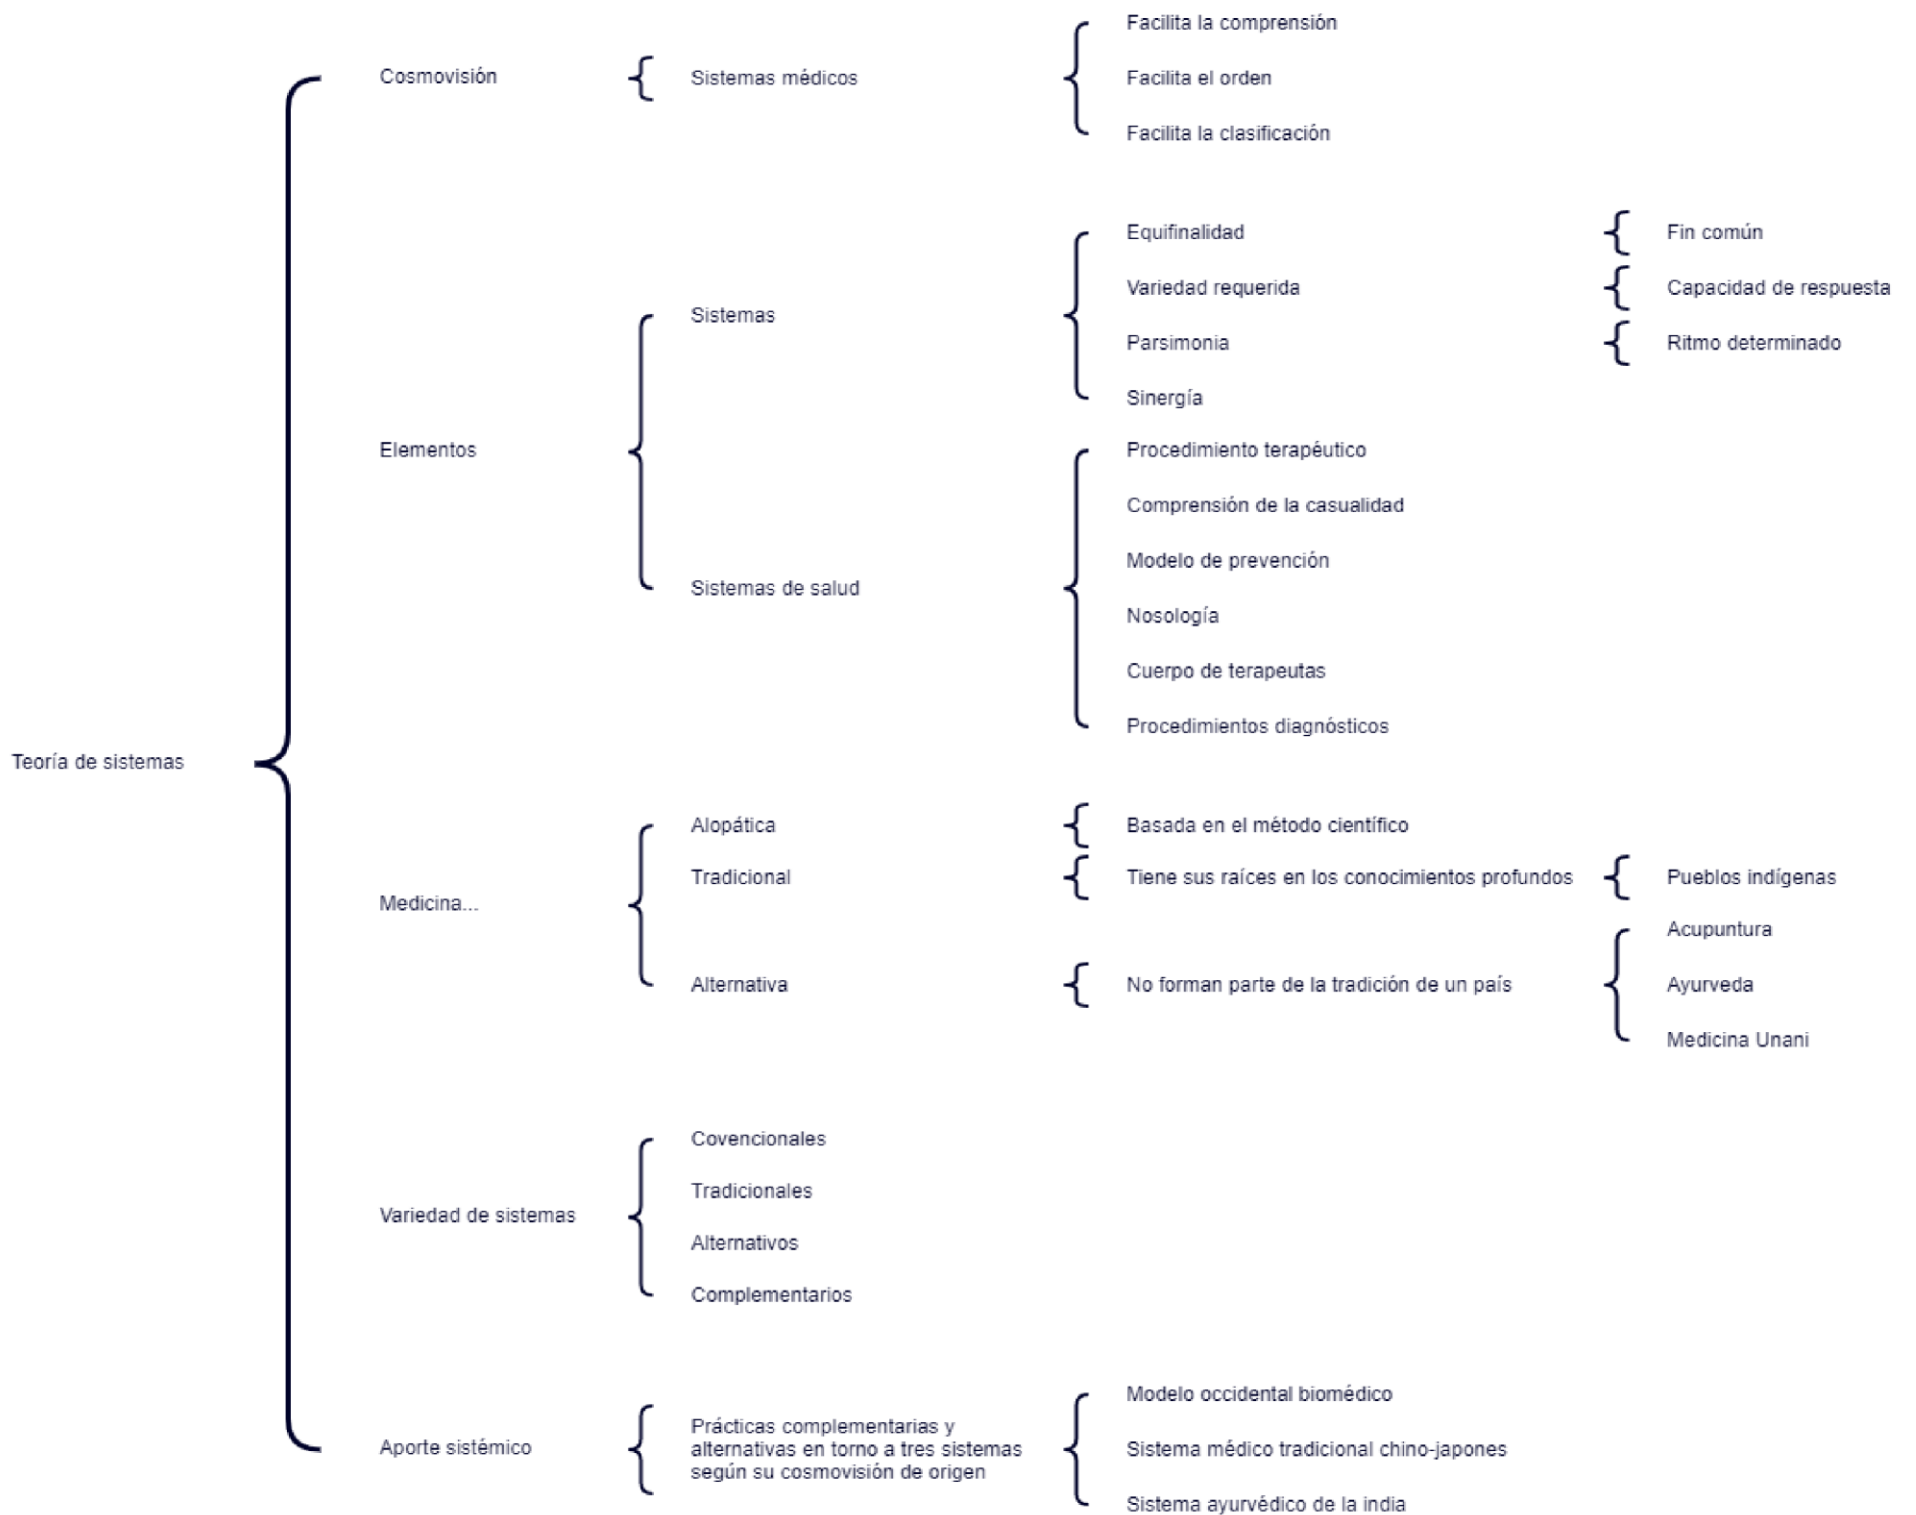 Teoría de sistemas
Cosmovisión
Sistemas médicos
Facilita la comprensión
Facilita el orden
Facilita la clasificación
Elementos
Sistemas
Equifinalidad
Fin común
Variedad requerida
Capacidad de respuesta
Parsimonia
Ritmo determinado
Sinergía
Sistemas de salud
Procedimiento terapéutico
Comprensión de la casualidad
Modelo de prevención
Nosología
Cuerpo de terapeutas
Procedimientos diagnósticos
Medicina...
Alopática
Basada en el método científico
Tradicional
Tiene sus raíces en los conocimientos profundos
Pueblos indígenas
Alternativa
No forman parte de la tradición de un país
Acupuntura
Ayurveda
Medicina Unani
Variedad de sistemas
Covencionales
Tradicionales
Alternativos
Complementarios
Aporte sistémico
Prácticas complementarias y
alternativas en torno a tres sistemas
según su cosmovisión de origen
Modelo occidental biomédico
Sistema médico tradicional chino-japones
Sistema ayurvédico de la india